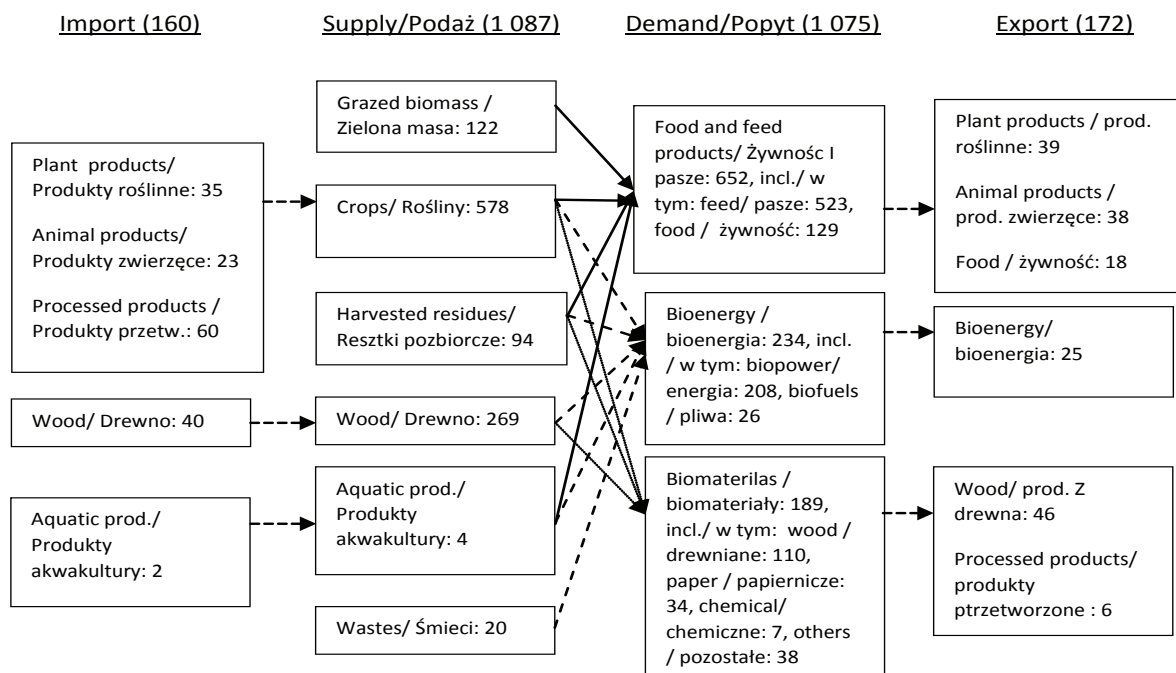 Import (160)
Supply/Podaż (1 087)
Demand/Popyt (1 075)
Export (172)
Plant products/
Produkty roślinne: 35
Animal products/
Produkty zwierzęce: 23
Processed products /
Produkty przetw.: 60
Wood/ Drewno: 40
Aquatic prod./
Produkty
akwakultury: 2
Grazed biomass /
Zielona masa: 122
Crops/ Rośliny: 578
Harvested residues/
Resztki pozbiorcze: 94
Wood/ Drewno: 269
Aquatic prod./
Produkty
akwakultury: 4
Wastes/ Śmieci: 20
Food and feed
products/ Żywnośc I
pasze: 652, incl./ w
tym: feed/ pasze: 523,
food / żywność: 129
Bioenergy /
bioenergia: 234, incl.
/ w tym: biopower/
energia: 208, biofuels
/ pliwa: 26
Biomaterilas /
biomateriały: 189,
incl./ w tym: wood /
drewniane: 110,
paper / papiernicze:
34, chemical/
chemiczne: 7, others
/ pozostałe: 38
Plant products / prod.
roślinne: 39
Animal products /
prod. zwierzęce: 38
Food / żywność: 18
Bioenergy/
bioenergia: 25
Wood/ prod. Z
drewna: 46
Processed products/
produkty
ptrzetworzone : 6